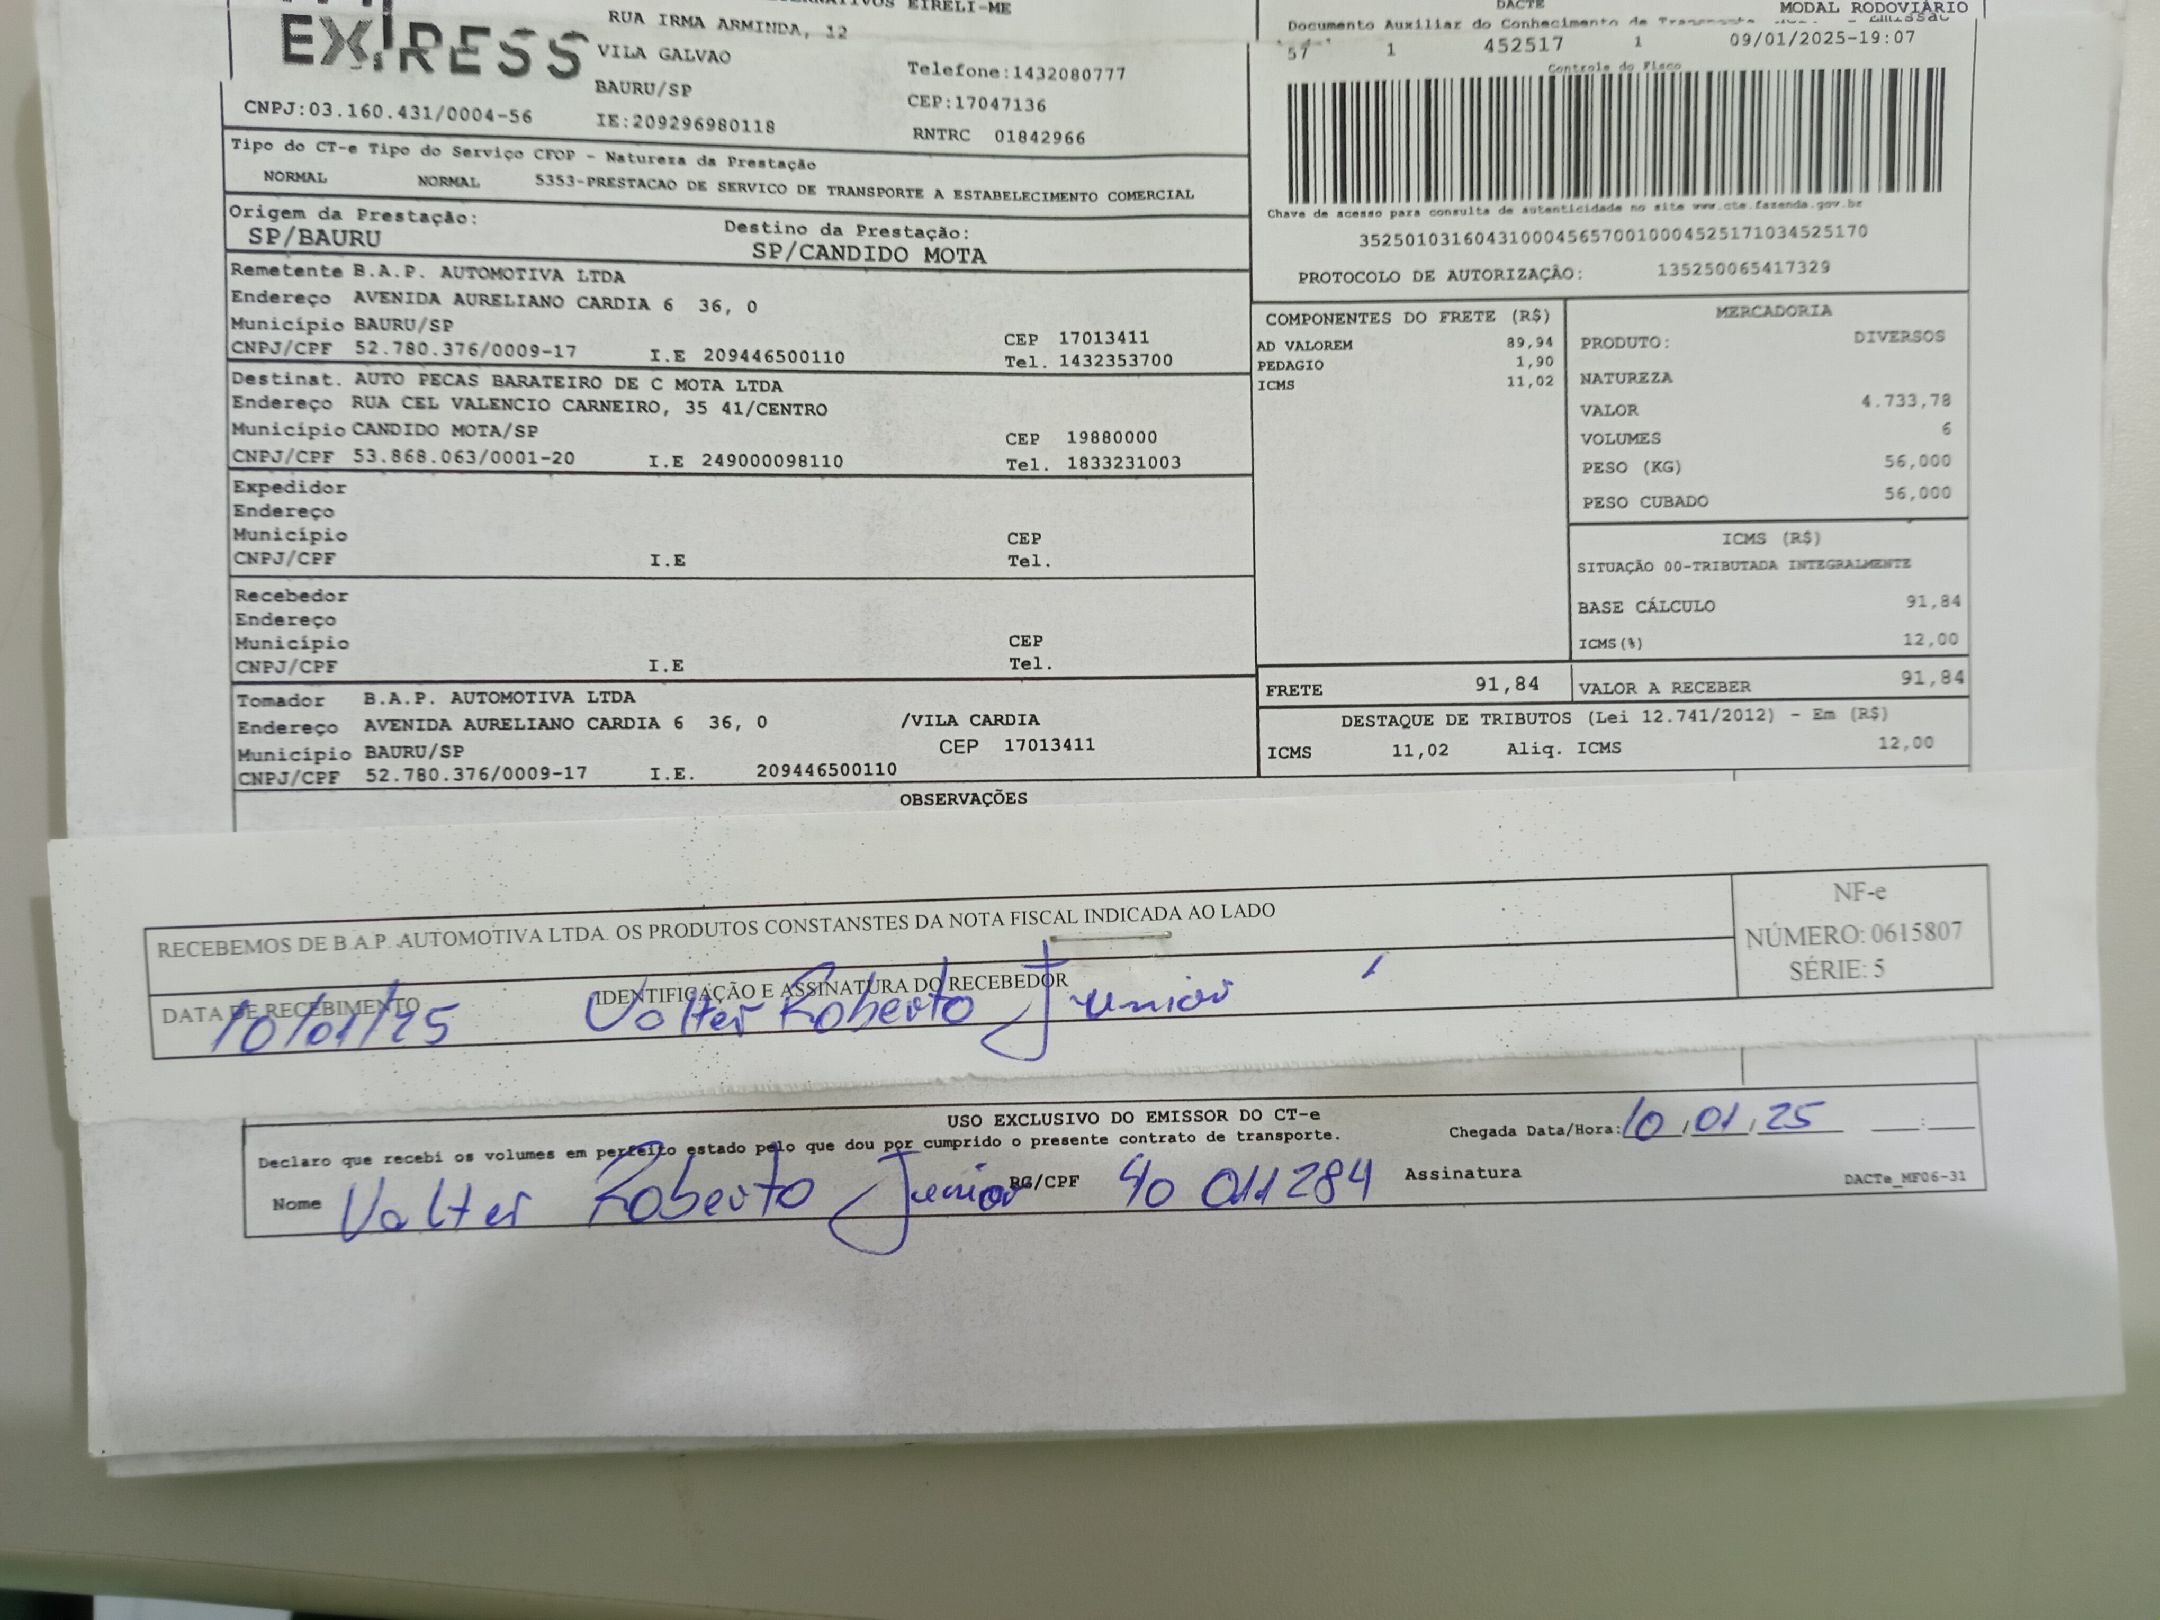 EIRELI-ME
EXPRESS
RUA IRMA ARMINDA, 12
VILA GALVAO
BAURU/SP
Telefone:1432080777
CEP:17047136
CNPJ:03.160.431/0004-56
IE:209296980118
RNTRC 01842966
DACTE
MODAL RODOVIÁRIO
Documento Auxiliar do Conhecimento de
57 1 452517 1 09/01/2025-19:07
Controle do Fisco
Chave de acesso para consulta de autenticidade no site www.cte.fazenda.gov.br
35250103160431000456570010004525171034525170
PROTOCOLO DE AUTORIZAÇÃO: 135250065417329
Tipo do CT-e Tipo do Serviço CFOP - Natureza da Prestação
NORMAL NORMAL 5353-PRESTACAO DE SERVICO DE TRANSPORTE A ESTABELECIMENTO COMERCIAL
Origem da Prestação: Destino da Prestação:
SP/BAURU SP/CANDIDO MOTA
Remetente B.A.P. AUTOMOTIVA LTDA
Endereço AVENIDA AURELIANO CARDIA 6 36, 0
Município BAURU/SP CEP 17013411
CNPJ/CPF 52.780.376/0009-17 I.E 209446500110 Tel. 1432353700
Destinat. AUTO PECAS BARATEIRO DE C MOTA LTDA
Endereço RUA CEL VALENCIO CARNEIRO, 35 41/CENTRO
Município CANDIDO MOTA/SP CEP 19880000
CNPJ/CPF 53.868.063/0001-20 I.E 249000098110 Tel. 1833231003
Expedidor
Endereço
Município CEP
CNPJ/CPF I.E Tel.
Recebedor
Endereço
Município CEP
CNPJ/CPF I.E Tel.
Tomador B.A.P. AUTOMOTIVA LTDA
Endereço AVENIDA AURELIANO CARDIA 6 36, 0 /VILA CARDIA
Município BAURU/SP CEP 17013411
CNPJ/CPF 52.780.376/0009-17 I.E. 209446500110
COMPONENTES DO FRETE (R$)
AD VALOREM 89,94
PEDAGIO 1,90
ICMS 11,02
MERCADORIA
PRODUTO: DIVERSOS
NATUREZA
VALOR 4.733,78
VOLUMES 6
PESO (KG) 56,000
PESO CUBADO 56,000
ICMS (R$)
SITUAÇÃO 00-TRIBUTADA INTEGRALMENTE
BASE CÁLCULO 91,84
ICMS(%) 12,00
FRETE 91,84 VALOR A RECEBER 91,84
DESTAQUE DE TRIBUTOS (Lei 12.741/2012) - Em (R$)
ICMS 11,02 Aliq. ICMS 12,00
OBSERVAÇÕES
RECEBEMOS DE B.A.P. AUTOMOTIVA LTDA. OS PRODUTOS CONSTANSTES DA NOTA FISCAL INDICADA AO LADO
NF-e
NÚMERO: 0615807
SÉRIE: 5
DATA DE RECEBIMENTO IDENTIFICAÇÃO E ASSINATURA DO RECEBEDOR
10/01/25 Valter Roberto Junior
USO EXCLUSIVO DO EMISSOR DO CT-e
Declaro que recebi os volumes em perfeito estado pelo que dou por cumprido o presente contrato de transporte.
Chegada Data/Hora: 10/01/25 __:__
Nome Valter Roberto Junior RG/CPF 40 011284 Assinatura
DACTe_MF06-31